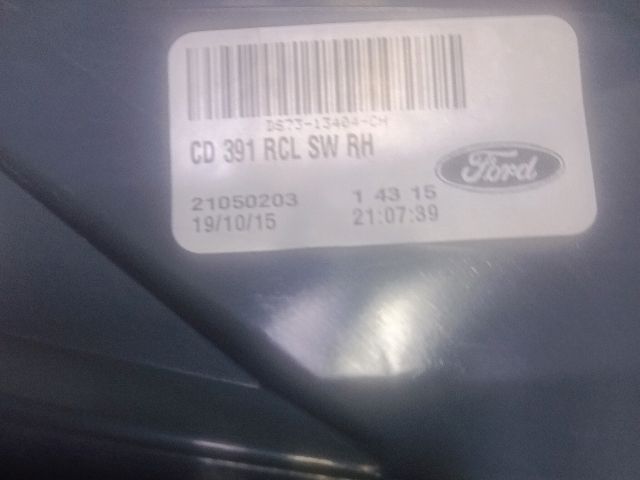 DS73-13404-CH
CD 391 RCL SW RH
Ford
21050203 1 43 15
19/10/15 21:07:39